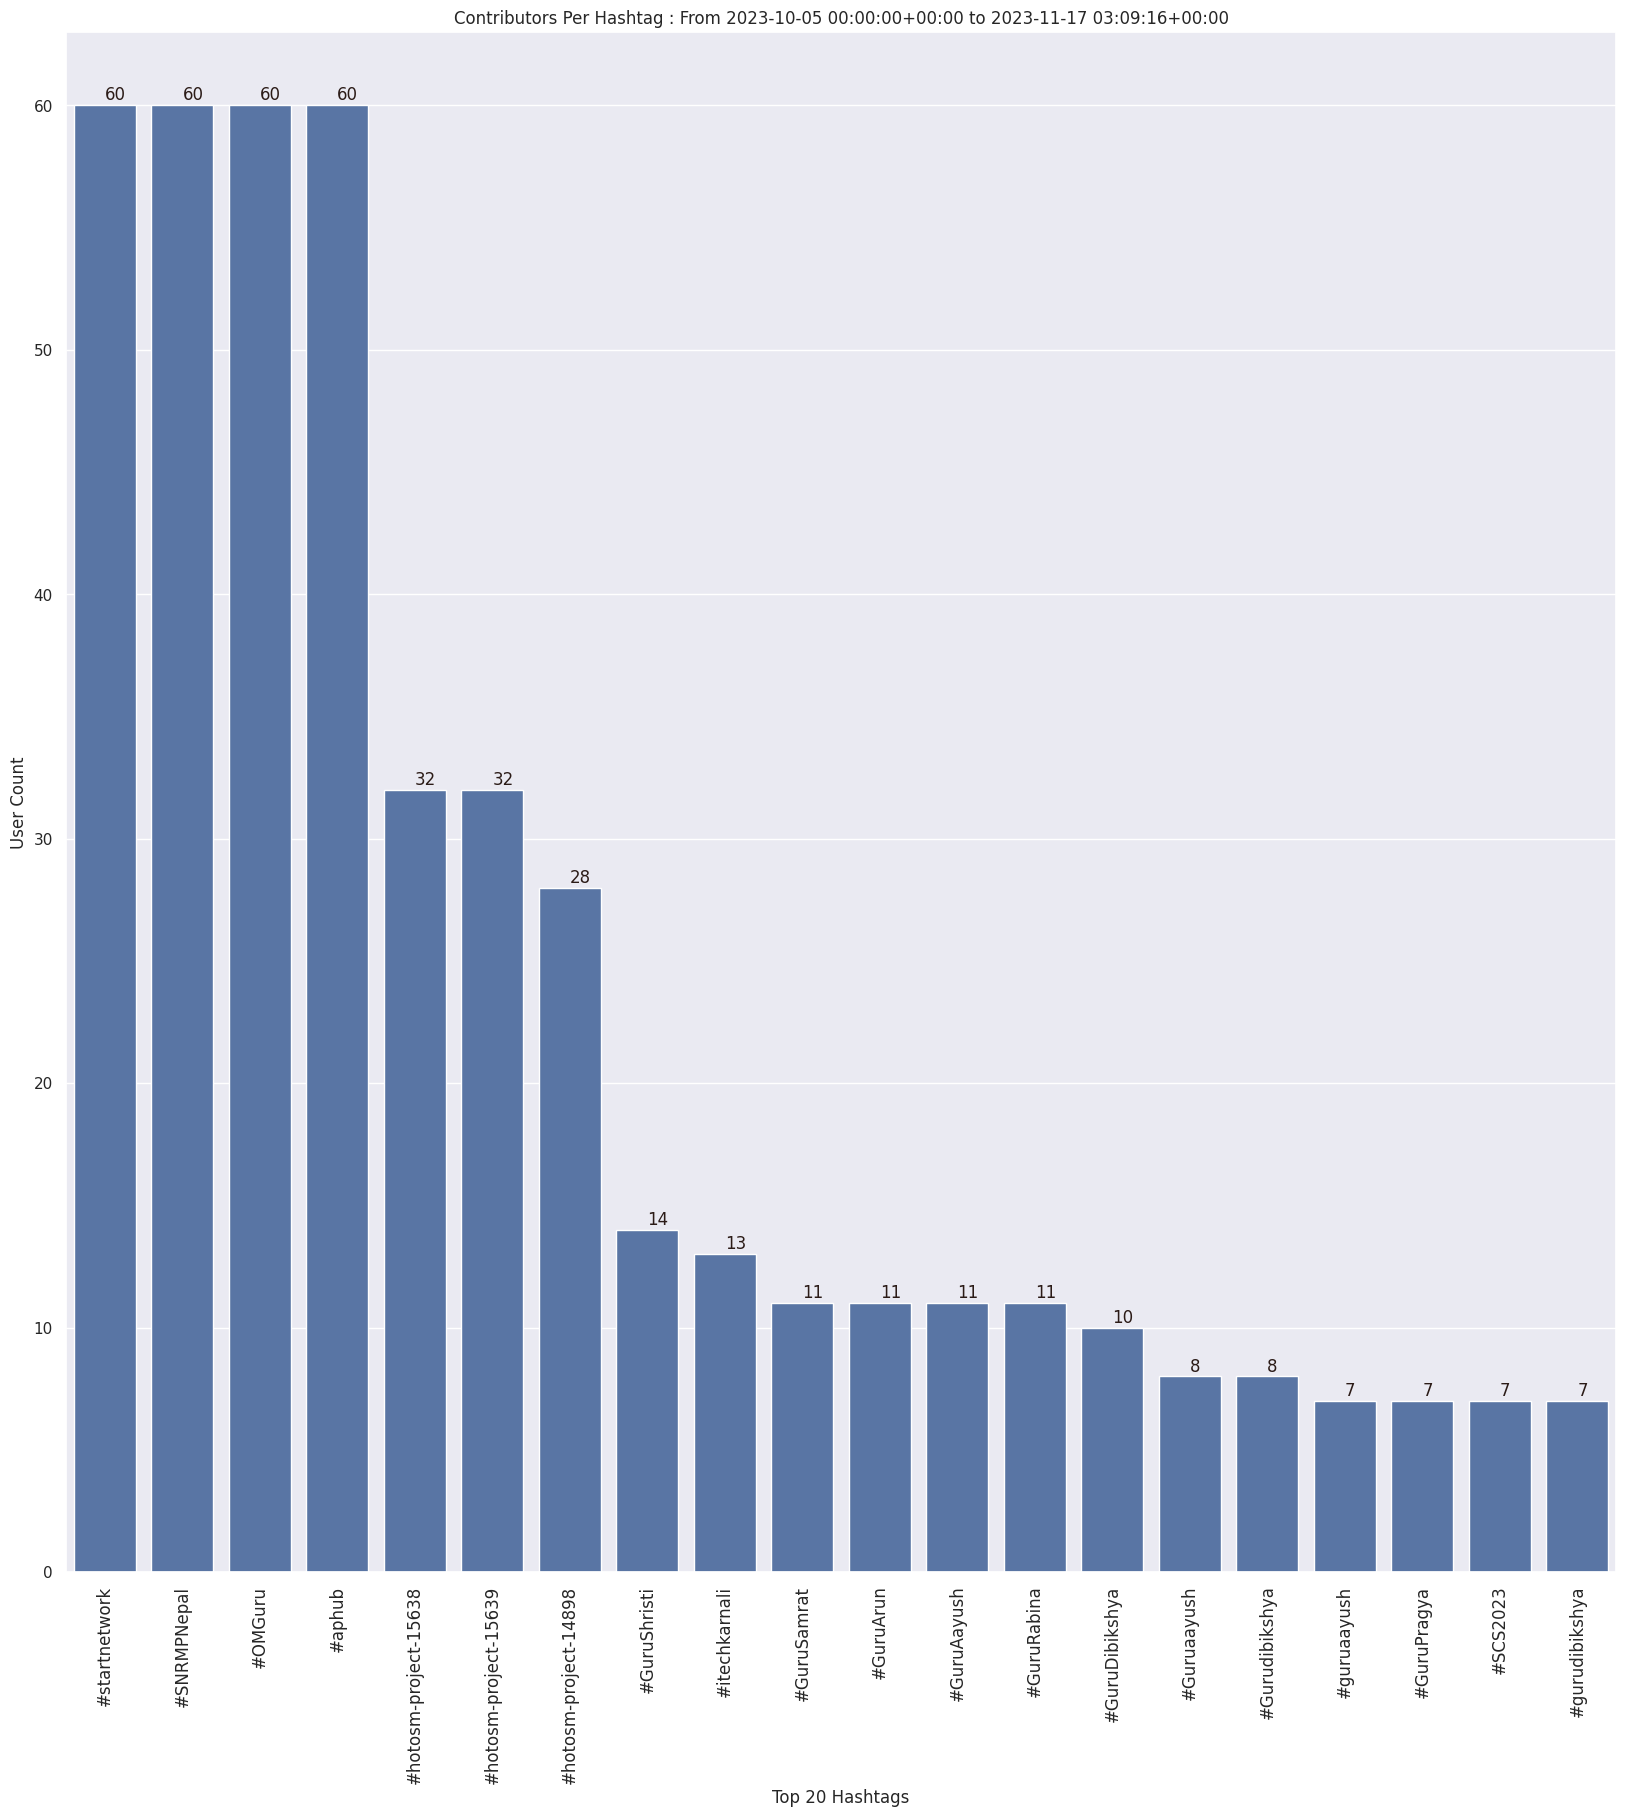 Contributors Per Hashtag : From 2023-10-05 00:00:00+00:00 to 2023-11-17 03:09:16+00:00
User Count
60
50
40
30
20
10
0
60
60
60
60
32
32
28
14
13
11
11
11
11
10
8
8
7
7
7
7
#startnetwork
#SNRMPNepal
#OMGuru
#aphub
#hotosm-project-15638
#hotosm-project-15639
#hotosm-project-14898
#GuruShristi
#itechkarnali
#GuruSamrat
#GuruArun
#GuruAayush
#GuruRabina
#GuruDibikshya
#Guruaayush
#Gurudibikshya
#guruaayush
#GuruPragya
#SCS2023
#gurudibikshya
Top 20 Hashtags